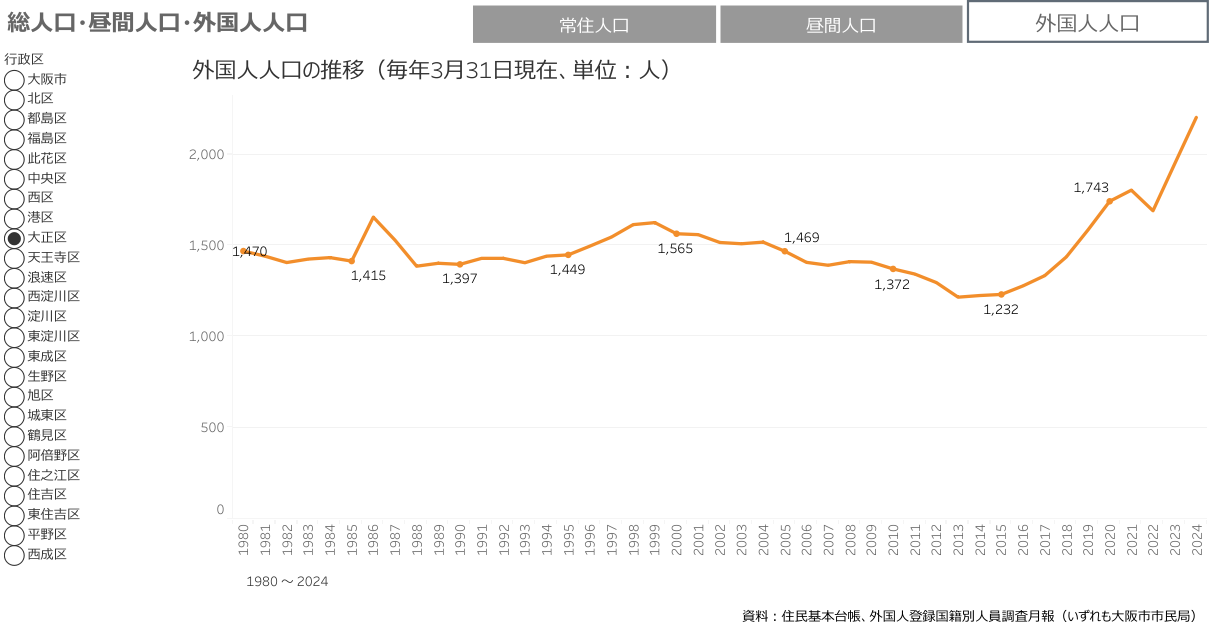 総人口・昼間人口・外国人人口
常住人口
昼間人口
外国人人口
行政区
大阪市
北区
都島区
福島区
此花区
中央区
西区
港区
大正区
天王寺区
浪速区
西淀川区
淀川区
東淀川区
東成区
生野区
旭区
城東区
鶴見区
阿倍野区
住之江区
住吉区
東住吉区
平野区
西成区
外国人人口の推移（毎年3月31日現在、単位：人）
2,000
1,500
1,000
500
0
1,470
1,415
1,397
1,449
1,565
1,469
1,372
1,232
1,743
1980
1981
1982
1983
1984
1985
1986
1987
1988
1989
1990
1991
1992
1993
1994
1995
1996
1997
1998
1999
2000
2001
2002
2003
2004
2005
2006
2007
2008
2009
2010
2011
2012
2013
2014
2015
2016
2017
2018
2019
2020
2021
2022
2023
2024
1980 ～ 2024
資料：住民基本台帳、外国人登録国籍別人員調査月報（いずれも大阪市市民局）